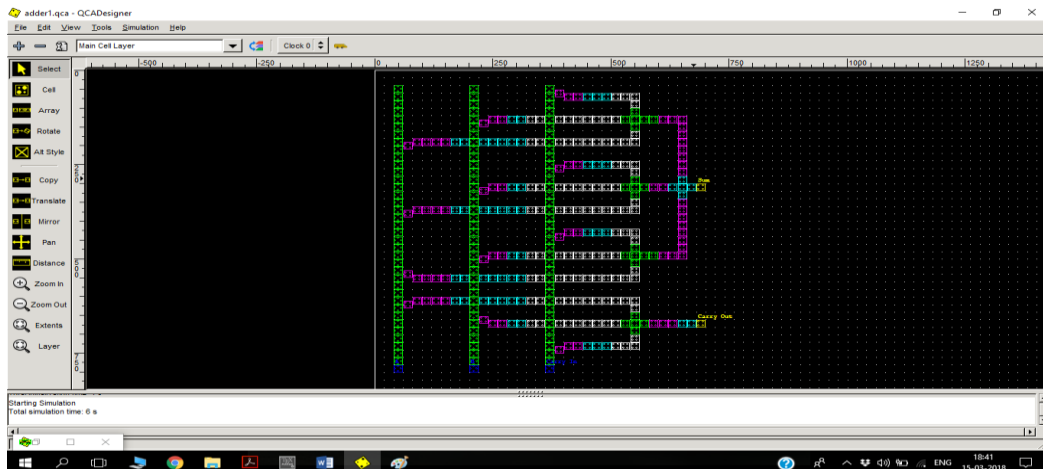 adder1.qca - QCADesigner
File Edit View Tools Simulation Help
Main Cell Layer Clock 0
-500 -250 0 250 500 750 1000 1250
Select
Cell
Array
Rotate
Alt Style
Copy
Translate
Mirror
Pan
Distance
Zoom In
Zoom Out
Extents
Layer
Sum
Carry Out
Starting Simulation
Total simulation time: 6 s
ENG 18:41
15-03-2018